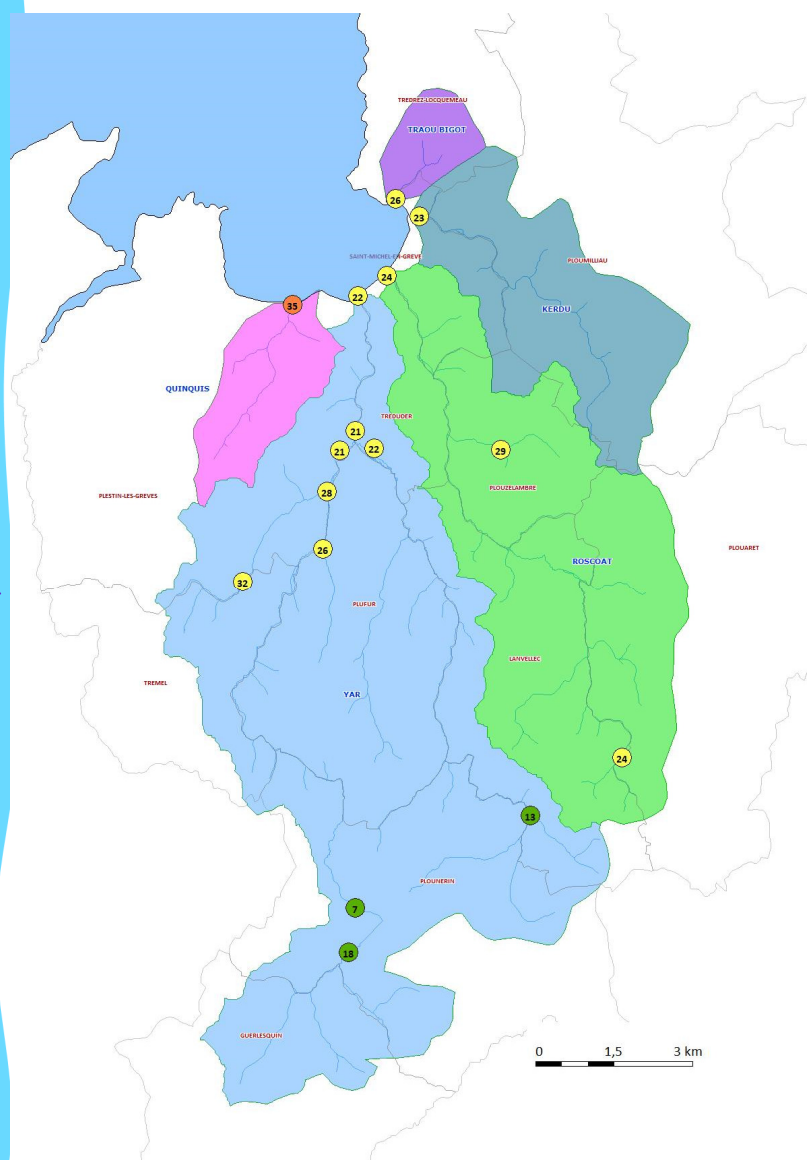 TREDREZ-LOCQUEMEAU
TRAOU BIGOT
26
23
SAINT-MICHEL-EN-GREVE
PLOUMILLIAU
24
22
35
KERDU
QUINQUIS
TREDUDER
21
21
22
29
PLOUZELAMBRE
28
PLESTIN-LES-GREVES
26
PLOUARET
ROSCOAT
32
PLUFUR
LANVELLEC
TREMEL
YAR
24
13
PLOUNERIN
7
18
GUERLESQUIN
0 1,5 3 km